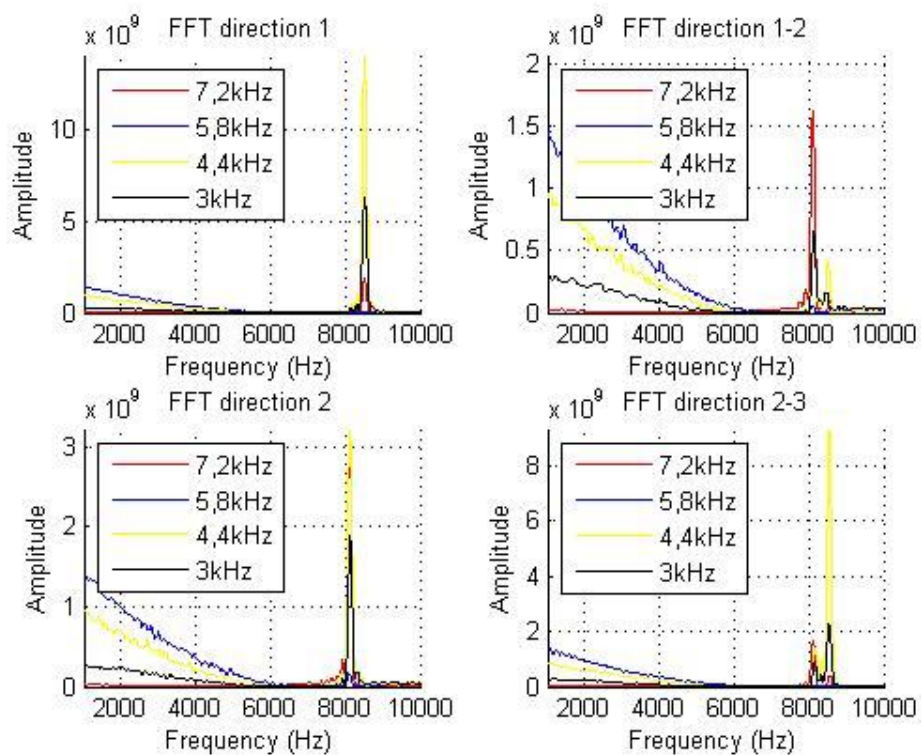 x 10^9 FFT direction 1
Amplitude
10
5
0
7,2kHz
5,8kHz
4,4kHz
3kHz
2000 4000 6000 8000 10000
Frequency (Hz)
x 10^9 FFT direction 1-2
Amplitude
2
1.5
1
0.5
0
7,2kHz
5,8kHz
4,4kHz
3kHz
2000 4000 6000 8000 10000
Frequency (Hz)
x 10^9 FFT direction 2
Amplitude
3
2
1
0
7,2kHz
5,8kHz
4,4kHz
3kHz
2000 4000 6000 8000 10000
Frequency (Hz)
x 10^9 FFT direction 2-3
Amplitude
8
6
4
2
0
7,2kHz
5,8kHz
4,4kHz
3kHz
2000 4000 6000 8000 10000
Frequency (Hz)